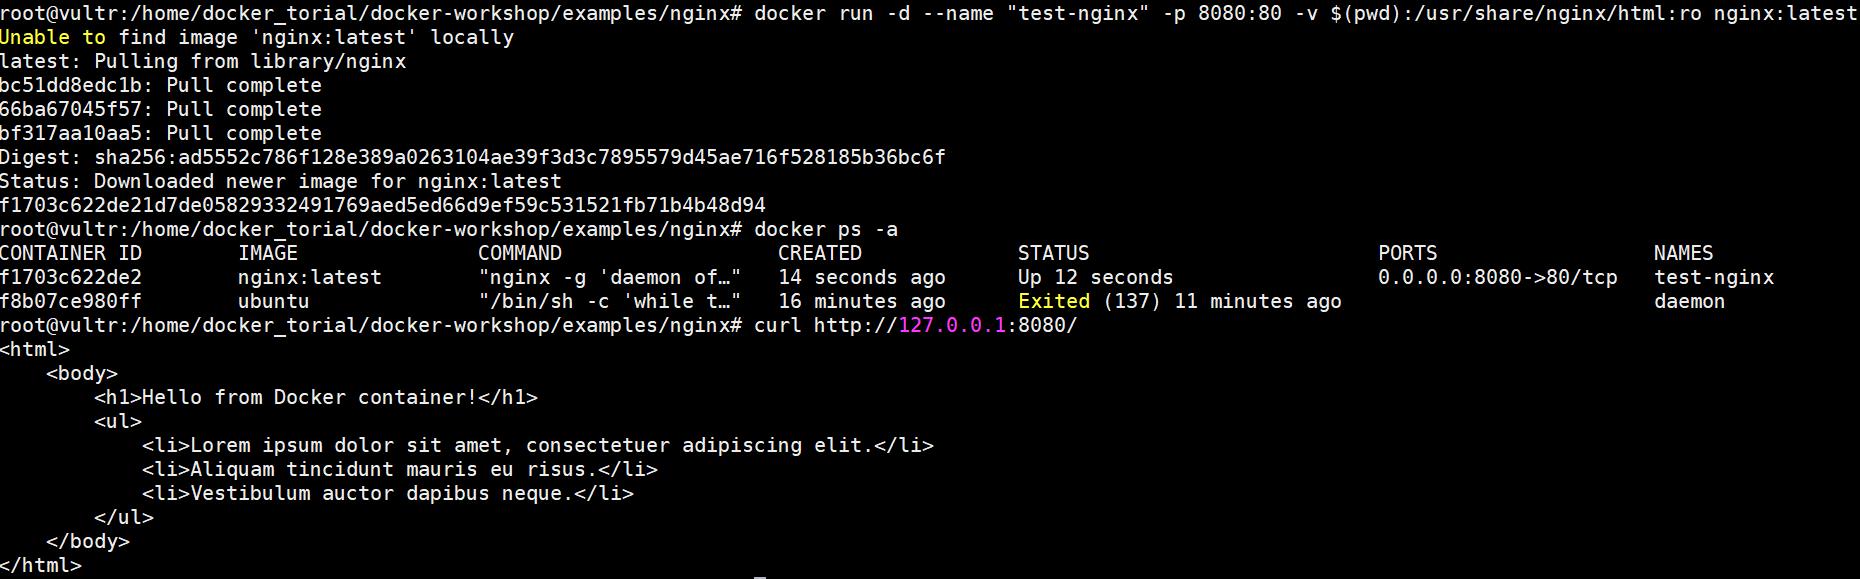 root@vultr:/home/docker_torial/docker-workshop/examples/nginx# docker run -d --name "test-nginx" -p 8080:80 -v $(pwd):/usr/share/nginx/html:ro nginx:latest
Unable to find image 'nginx:latest' locally
latest: Pulling from library/nginx
bc51dd8edc1b: Pull complete
66ba67045f57: Pull complete
bf317aa10aa5: Pull complete
Digest: sha256:ad5552c786f128e389a0263104ae39f3d3c7895579d45ae716f528185b36bc6f
Status: Downloaded newer image for nginx:latest
f1703c622de21d7de05829332491769aed5ed66d9ef59c531521fb71b4b48d94
root@vultr:/home/docker_torial/docker-workshop/examples/nginx# docker ps -a
CONTAINER ID        IMAGE               COMMAND                  CREATED             STATUS                        PORTS                  NAMES
f1703c622de2        nginx:latest        "nginx -g 'daemon of…"   14 seconds ago      Up 12 seconds                 0.0.0.0:8080->80/tcp   test-nginx
f8b07ce980ff        ubuntu              "/bin/sh -c 'while t…"   16 minutes ago      Exited (137) 11 minutes ago                          daemon
root@vultr:/home/docker_torial/docker-workshop/examples/nginx# curl http://127.0.0.1:8080/
<html>
    <body>
        <h1>Hello from Docker container!</h1>
        <ul>
            <li>Lorem ipsum dolor sit amet, consectetuer adipiscing elit.</li>
            <li>Aliquam tincidunt mauris eu risus.</li>
            <li>Vestibulum auctor dapibus neque.</li>
        </ul>
    </body>
</html>